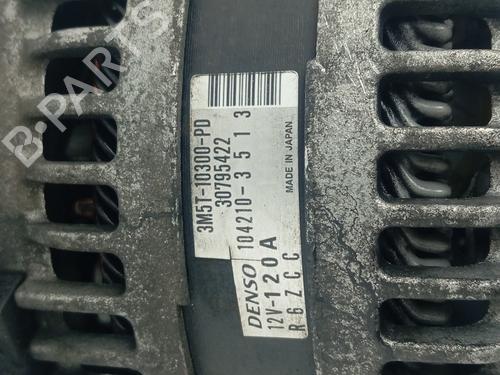 3M5T-10300-PD
30795422
104210-3513
MADE IN JAPAN
DENSO
12V-120A
R6ZCC
B-PARTS